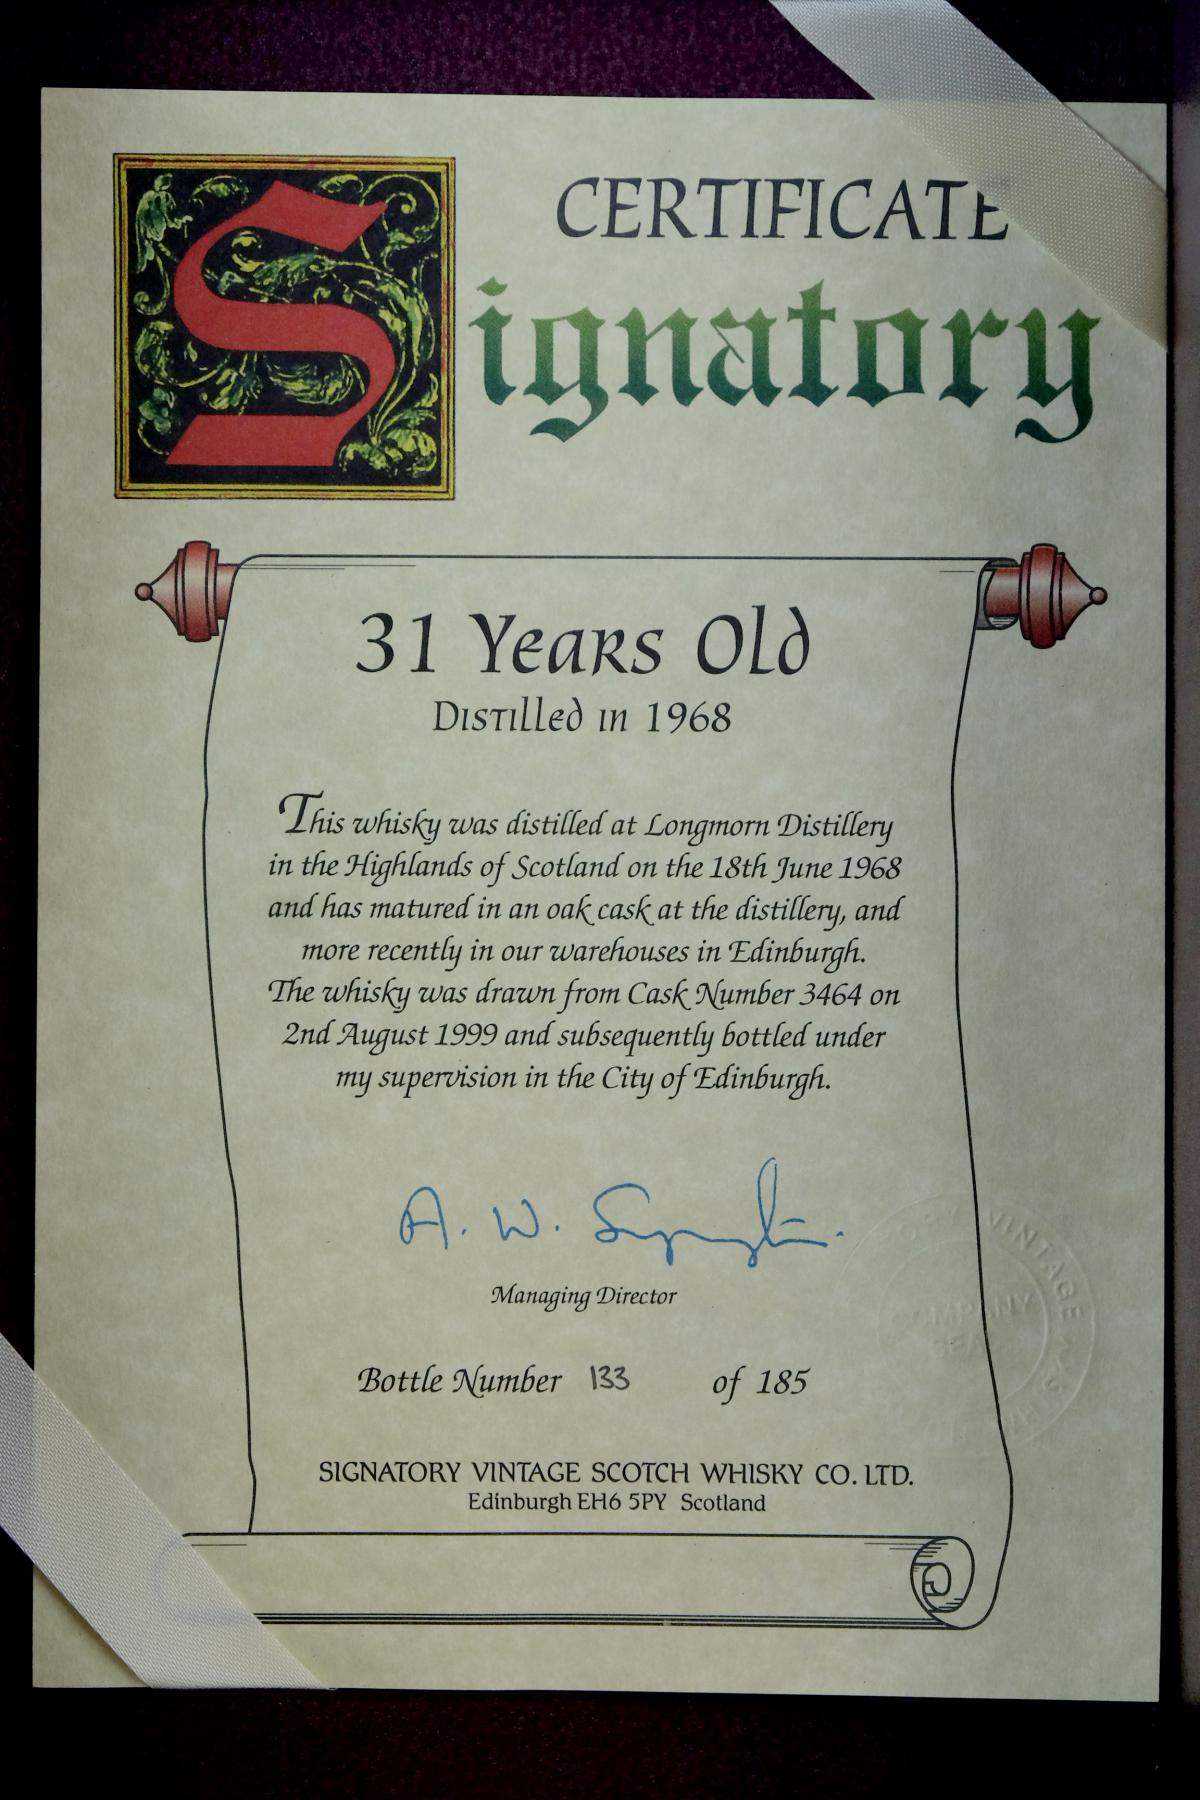 CERTIFICATE
Signatory
31 Years Old
Distilled in 1968
This whisky was distilled at Longmorn Distillery
in the Highlands of Scotland on the 18th June 1968
and has matured in an oak cask at the distillery, and
more recently in our warehouses in Edinburgh.
The whisky was drawn from Cask Number 3464 on
2nd August 1999 and subsequently bottled under
my supervision in the City of Edinburgh.
A. W. Symington.
Managing Director
Bottle Number 133 of 185
VINTAGE
COMPANY
SEAL
SIGNATORY VINTAGE SCOTCH WHISKY CO. LTD.
Edinburgh EH6 5PY Scotland